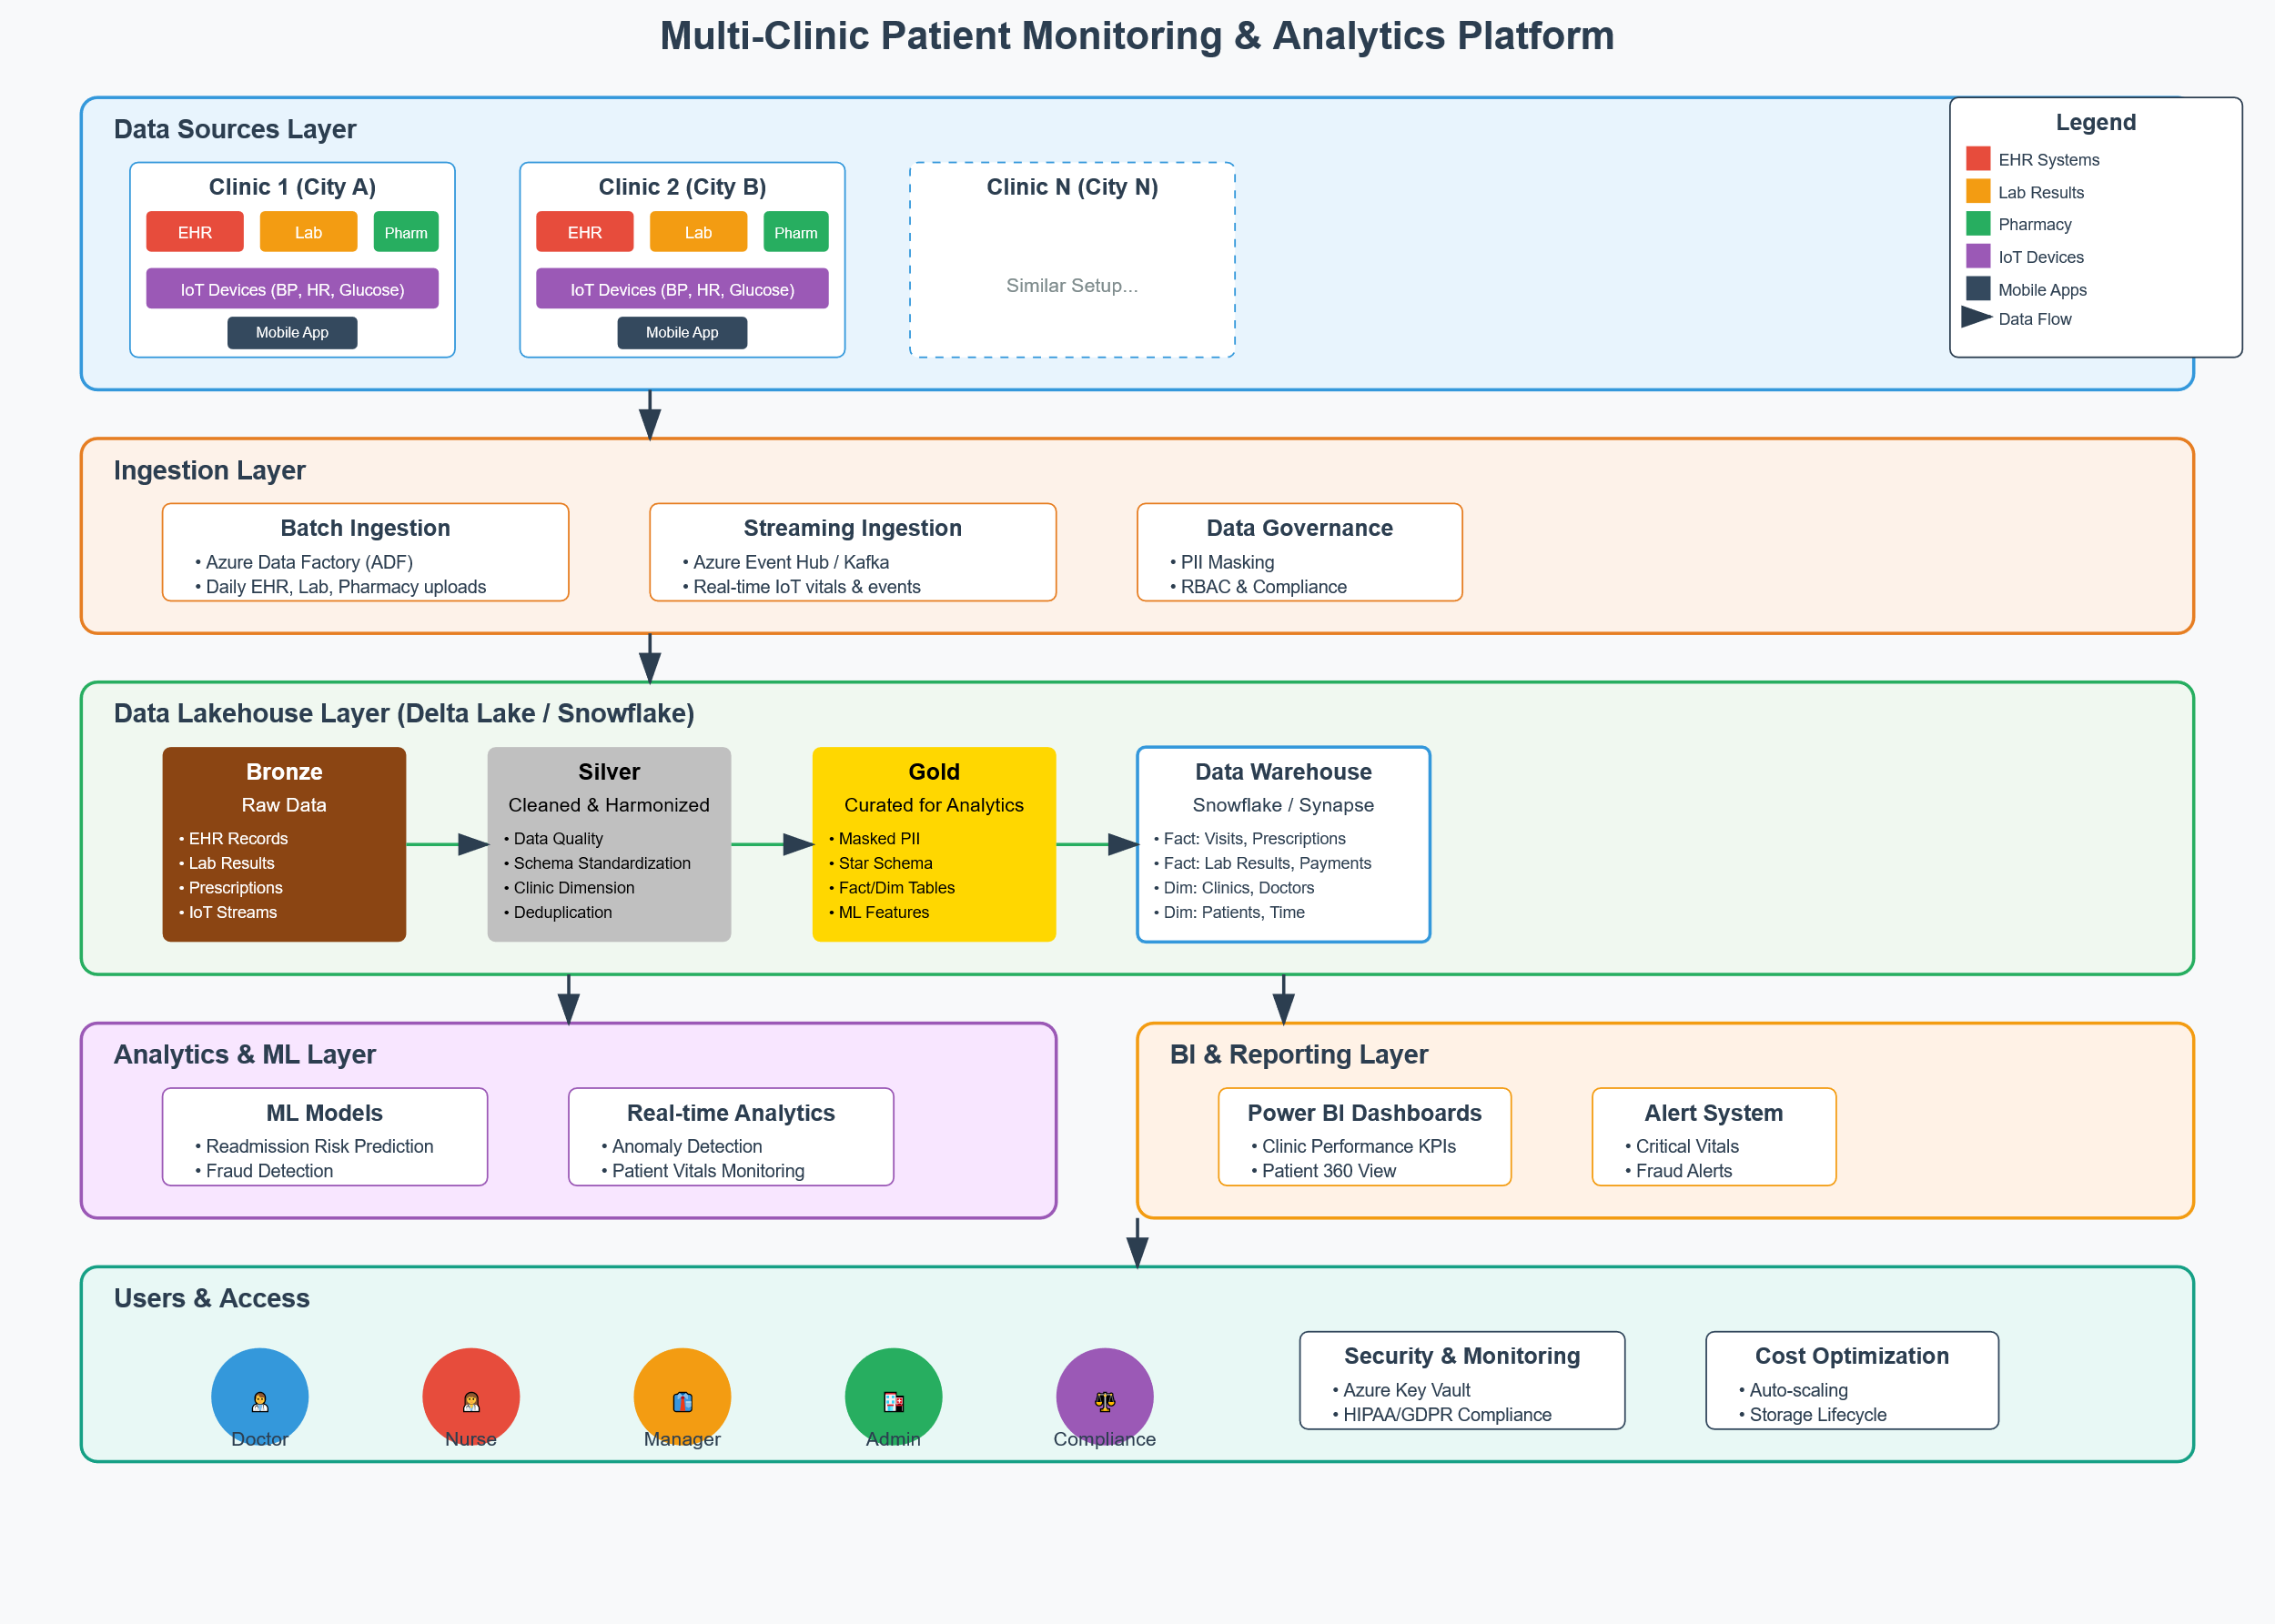 Multi-Clinic Patient Monitoring & Analytics Platform
Data Sources Layer
Clinic 1 (City A)
EHR
Lab
Pharm
IoT Devices (BP, HR, Glucose)
Mobile App
Clinic 2 (City B)
EHR
Lab
Pharm
IoT Devices (BP, HR, Glucose)
Mobile App
Clinic N (City N)
Similar Setup...
Legend
EHR Systems
Lab Results
Pharmacy
IoT Devices
Mobile Apps
Data Flow
Ingestion Layer
Batch Ingestion
• Azure Data Factory (ADF)
• Daily EHR, Lab, Pharmacy uploads
Streaming Ingestion
• Azure Event Hub / Kafka
• Real-time IoT vitals & events
Data Governance
• PII Masking
• RBAC & Compliance
Data Lakehouse Layer (Delta Lake / Snowflake)
Bronze
Raw Data
• EHR Records
• Lab Results
• Prescriptions
• IoT Streams
Silver
Cleaned & Harmonized
• Data Quality
• Schema Standardization
• Clinic Dimension
• Deduplication
Gold
Curated for Analytics
• Masked PII
• Star Schema
• Fact/Dim Tables
• ML Features
Data Warehouse
Snowflake / Synapse
• Fact: Visits, Prescriptions
• Fact: Lab Results, Payments
• Dim: Clinics, Doctors
• Dim: Patients, Time
Analytics & ML Layer
ML Models
• Readmission Risk Prediction
• Fraud Detection
Real-time Analytics
• Anomaly Detection
• Patient Vitals Monitoring
BI & Reporting Layer
Power BI Dashboards
• Clinic Performance KPIs
• Patient 360 View
Alert System
• Critical Vitals
• Fraud Alerts
Users & Access
Doctor
Nurse
Manager
Admin
Compliance
Security & Monitoring
• Azure Key Vault
• HIPAA/GDPR Compliance
Cost Optimization
• Auto-scaling
• Storage Lifecycle